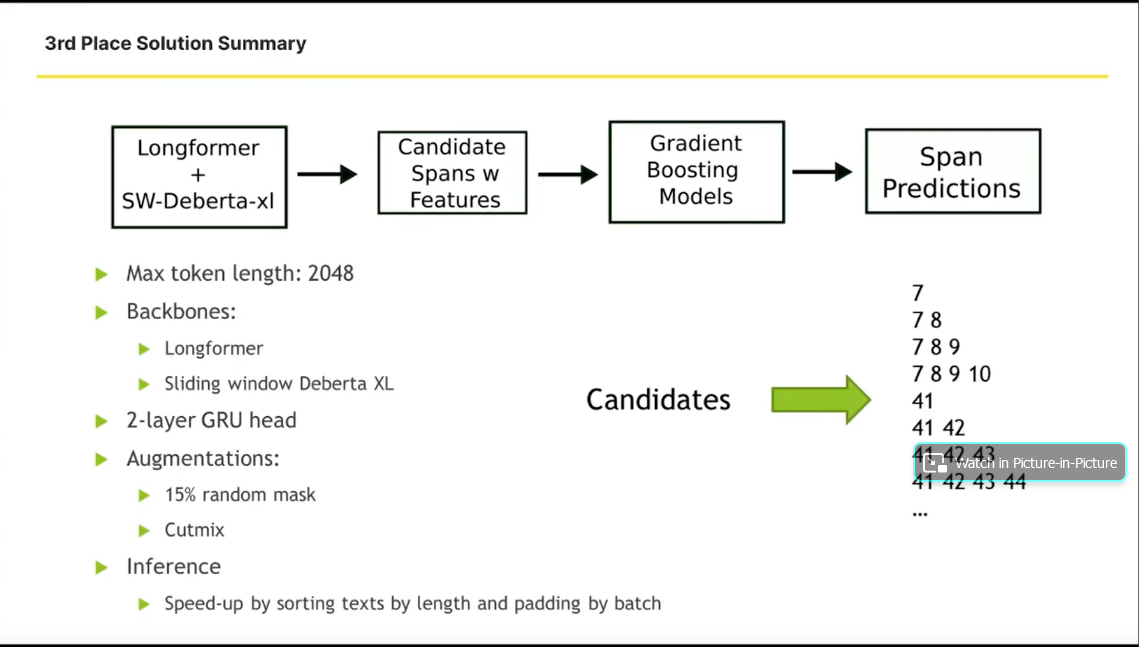 3rd Place Solution Summary
Longformer
+
SW-Deberta-xl
Candidate
Spans w
Features
Gradient
Boosting
Models
Span
Predictions
Max token length: 2048
Backbones:
Longformer
Sliding window Deberta XL
2-layer GRU head
Augmentations:
15% random mask
Cutmix
Inference
Speed-up by sorting texts by length and padding by batch
Candidates
7
7 8
7 8 9
7 8 9 10
41
41 42
41 42 43
Watch in Picture-in-Picture
41 42 43 44
...